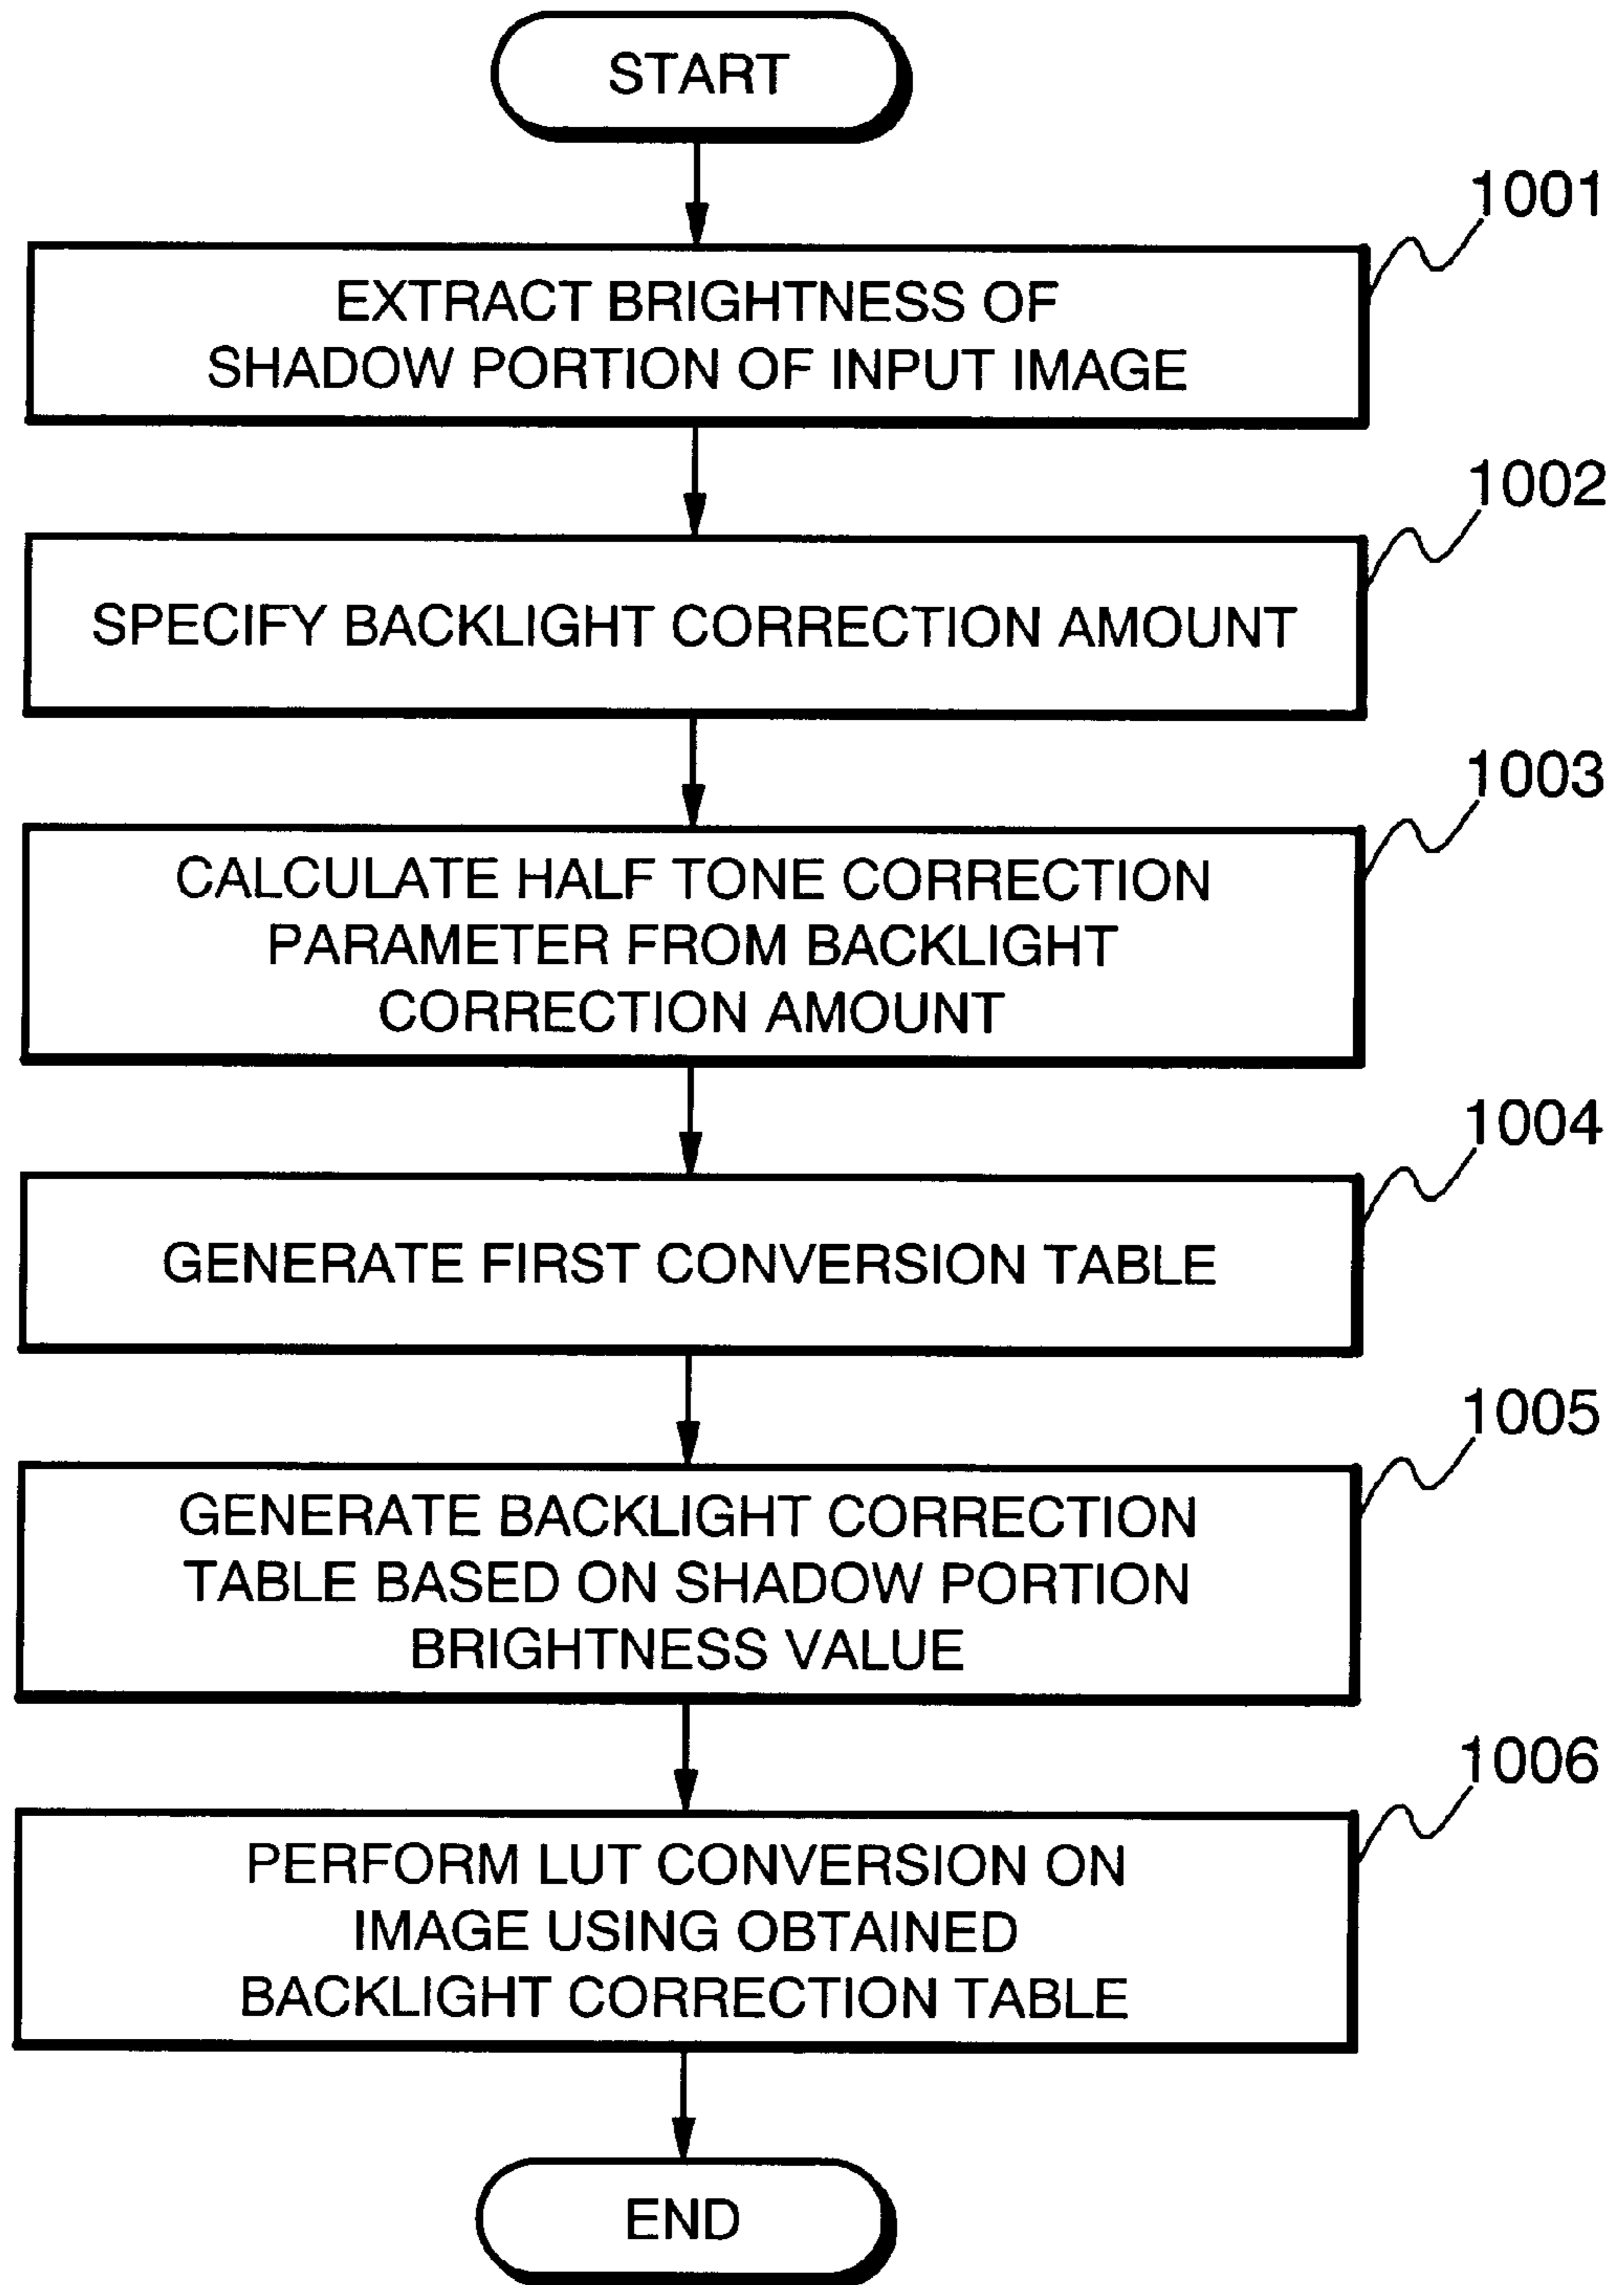 START
1001
EXTRACT BRIGHTNESS OF
SHADOW PORTION OF INPUT IMAGE
1002
SPECIFY BACKLIGHT CORRECTION AMOUNT
1003
CALCULATE HALF TONE CORRECTION
PARAMETER FROM BACKLIGHT
CORRECTION AMOUNT
1004
GENERATE FIRST CONVERSION TABLE
1005
GENERATE BACKLIGHT CORRECTION
TABLE BASED ON SHADOW PORTION
BRIGHTNESS VALUE
1006
PERFORM LUT CONVERSION ON
IMAGE USING OBTAINED
BACKLIGHT CORRECTION TABLE
END